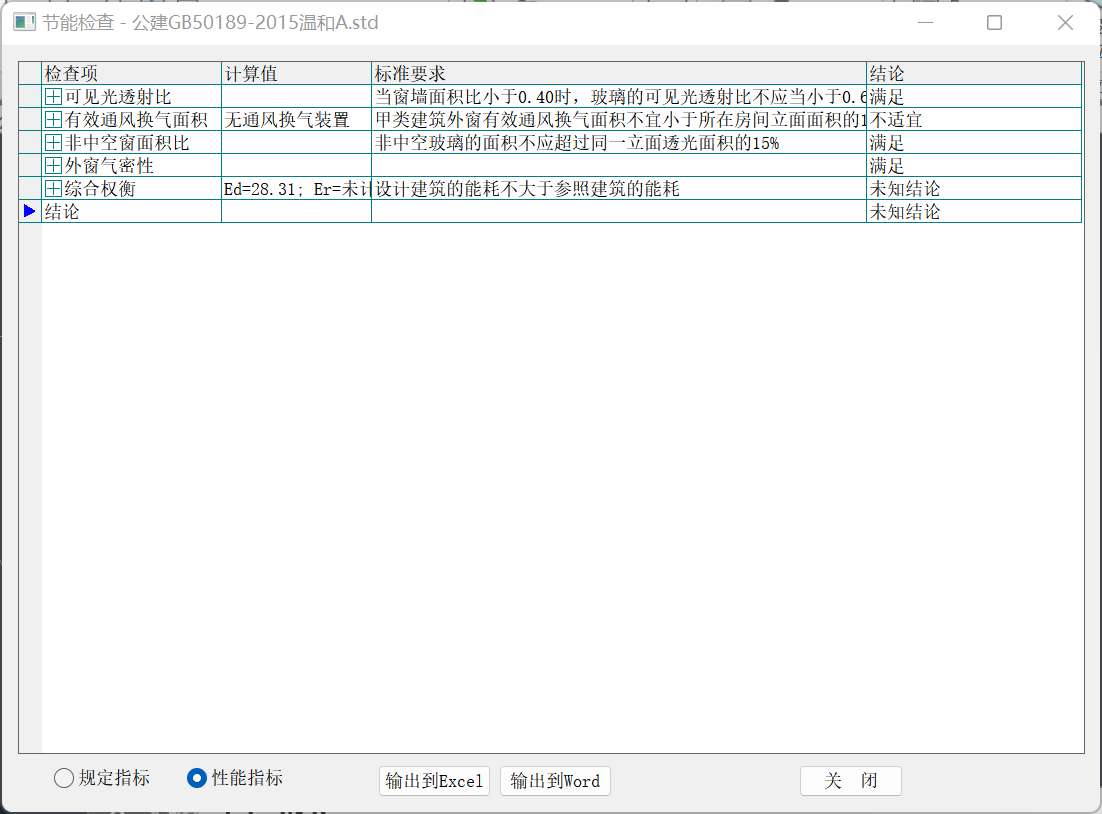 节能检查 - 公建GB50189-2015温和A.std
检查项 计算值 标准要求 结论
可见光透射比 当窗墙面积比小于0.40时，玻璃的可见光透射比不应当小于0.6 满足
有效通风换气面积 无通风换气装置 甲类建筑外窗有效通风换气面积不宜小于所在房间立面面积的1 不适宜
非中空窗面积比 非中空玻璃的面积不应超过同一立面透光面积的15% 满足
外窗气密性 满足
综合权衡 Ed=28.31; Er=未计 设计建筑的能耗不大于参照建筑的能耗 未知结论
结论 未知结论
规定指标 性能指标 输出到Excel 输出到Word 关 闭